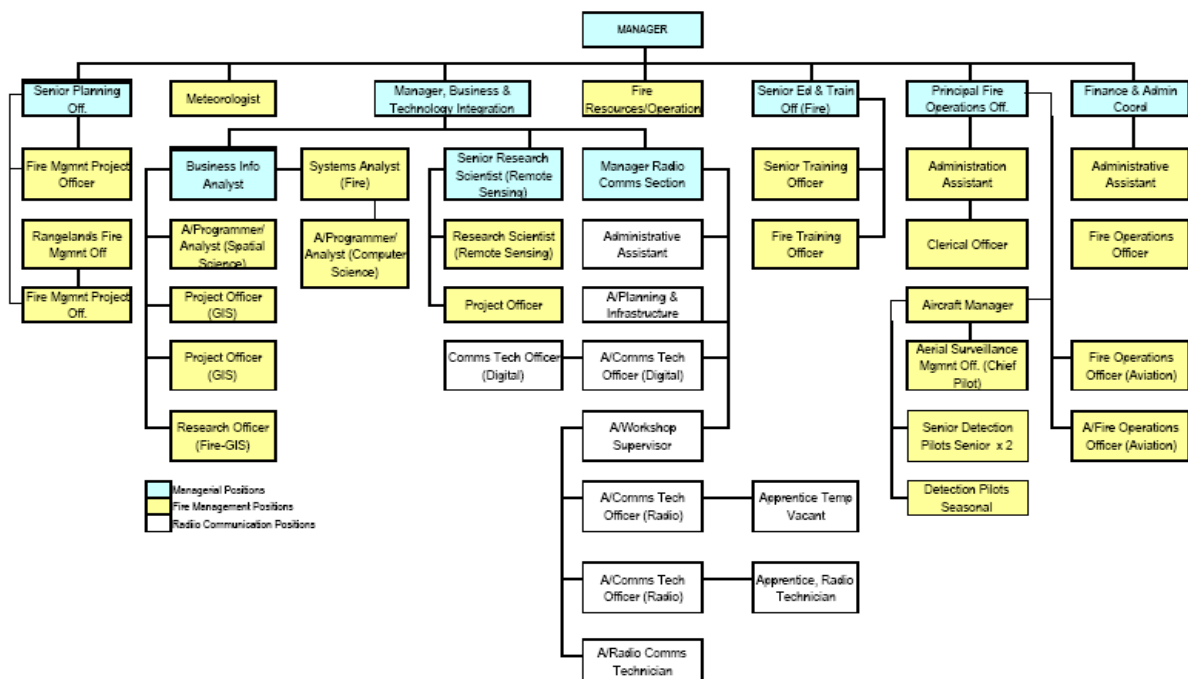 MANAGER
Senior Planning
Off.
Meteorologist
Manager, Business &
Technology Integration
Fire
Resources/Operation
Senior Ed & Train
Off (Fire)
Principal Fire
Operations Off.
Finance & Admin
Coord
Fire Mgmnt Project
Officer
Business Info
Analyst
Systems Analyst
(Fire)
Senior Research
Scientist (Remote
Sensing)
Manager Radio
Comms Section
Senior Training
Officer
Administration
Assistant
Administrative
Assistant
Rangelands Fire
Mgmnt Off
A/Programmer/
Analyst (Spatial
Science)
A/Programmer/
Analyst (Computer
Science)
Research Scientist
(Remote Sensing)
Administrative
Assistant
Fire Training
Officer
Clerical Officer
Fire Operations
Officer
Fire Mgmnt Project
Off.
Project Officer
(GIS)
Project Officer
A/Planning &
Infrastructure
Aircraft Manager
Project Officer
(GIS)
Comms Tech Officer
(Digital)
A/Comms Tech
Officer (Digital)
Aerial Surveillance
Mgmnt Off. (Chief
Pilot)
Fire Operations
Officer (Aviation)
Research Officer
(Fire-GIS)
A/Workshop
Supervisor
Senior Detection
Pilots Senior x 2
A/Fire Operations
Officer (Aviation)
Managerial Positions
Fire Management Positions
Radiio Communication Positions
A/Comms Tech
Officer (Radio)
Apprentice Temp
Vacant
Detection Pilots
Seasonal
A/Comms Tech
Officer (Radio)
Apprentice, Radio
Technician
A/Radio Comms
Technician